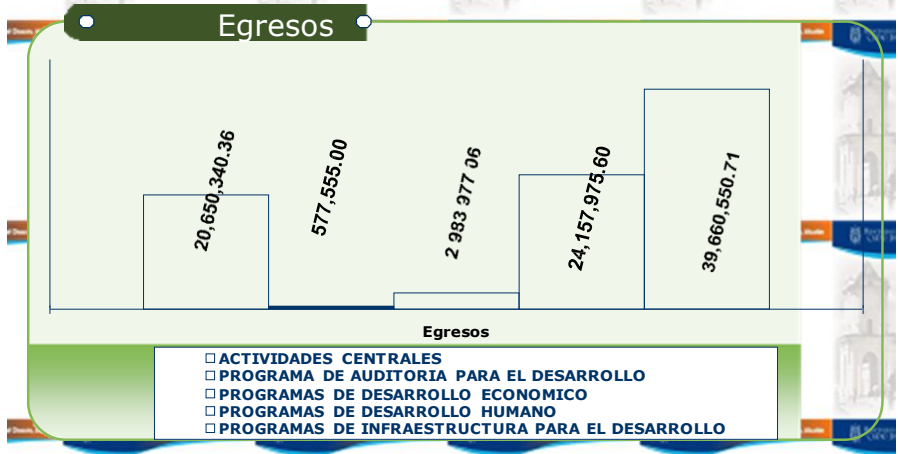 Egresos
20,650,340.36
577,555.00
2 983 977 06
24,157,975.60
39,660,550.71
Egresos
ACTIVIDADES CENTRALES
PROGRAMA DE AUDITORIA PARA EL DESARROLLO
PROGRAMAS DE DESARROLLO ECONOMICO
PROGRAMAS DE DESARROLLO HUMANO
PROGRAMAS DE INFRAESTRUCTURA PARA EL DESARROLLO